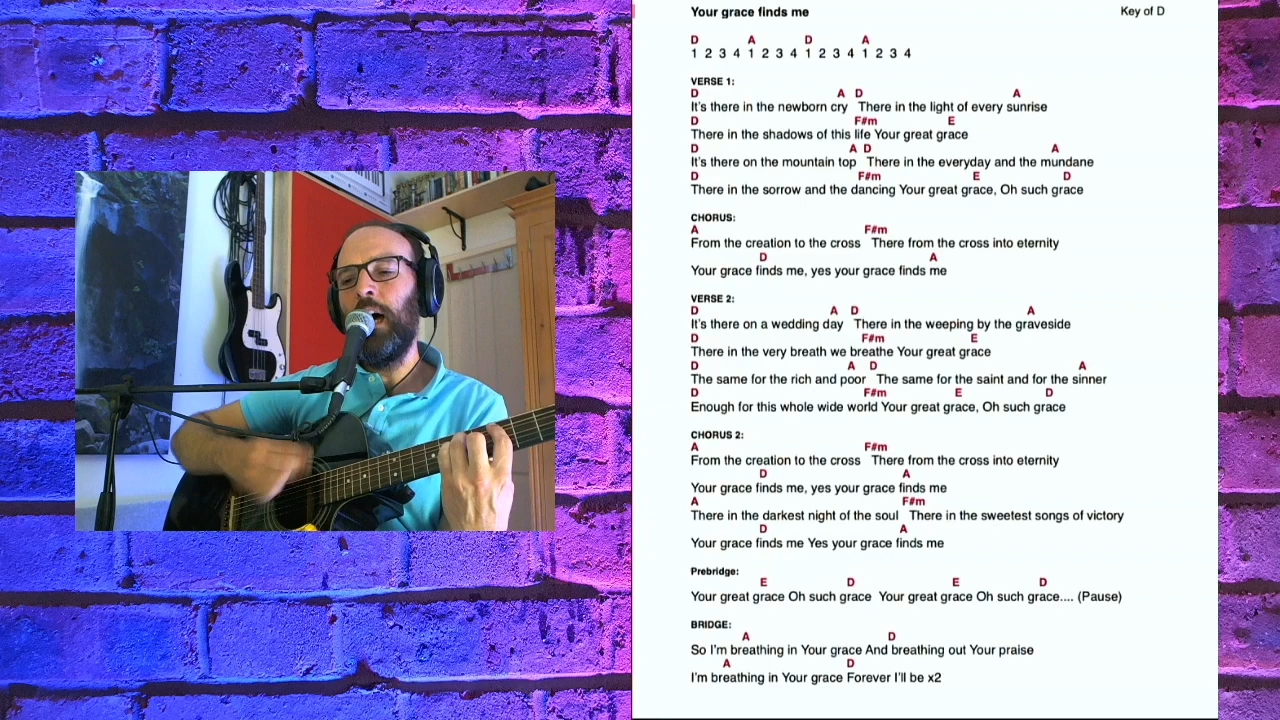 Your grace finds me Key of D
D A D A
1 2 3 4 1 2 3 4 1 2 3 4 1 2 3 4
VERSE 1:
D A D A
It's there in the newborn cry There in the light of every sunrise
D F#m E
There in the shadows of this life Your great grace
D A D A
It's there on the mountain top There in the everyday and the mundane
D F#m E D
There in the sorrow and the dancing Your great grace, Oh such grace
CHORUS:
A F#m
From the creation to the cross There from the cross into eternity
D A
Your grace finds me, yes your grace finds me
VERSE 2:
D A D A
It's there on a wedding day There in the weeping by the graveside
D F#m E
There in the very breath we breathe Your great grace
D A D A
The same for the rich and poor The same for the saint and for the sinner
D F#m E D
Enough for this whole wide world Your great grace, Oh such grace
CHORUS 2:
A F#m
From the creation to the cross There from the cross into eternity
D A
Your grace finds me, yes your grace finds me
A F#m
There in the darkest night of the soul There in the sweetest songs of victory
D A
Your grace finds me Yes your grace finds me
Prebridge:
E D E D
Your great grace Oh such grace Your great grace Oh such grace.... (Pause)
BRIDGE:
A D
So I'm breathing in Your grace And breathing out Your praise
A D
I'm breathing in Your grace Forever I'll be x2